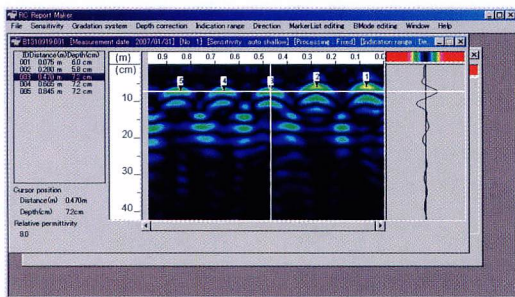 RC Report Maker
File Sensitivity Gradation system Depth correction Indication range Direction MarkerList editing BMode editing Window Help
B1310919.001 [Measurement date 2007/01/31] [No 1] [Sensitivity auto shallow] [Processing : Fixed] [Indication range : De...
IDDistance(m)Depth(cm)
001 0.075 m 6.0 cm
002 0.280 m 5.8 cm
003 0.470 m 7.2 cm
004 0.665 m 7.2 cm
005 0.845 m 7.2 cm
Cursor position
Distance(m) 0.470m
Depth(cm) 7.2cm
Relative permittivity
8.0
(m) 0.9 0.8 0.7 0.6 0.5 0.4 0.3 0.2 0.1 0.0
(cm)
5 4 3 2 1
10
20
30
40